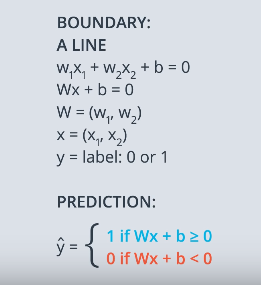 BOUNDARY:
A LINE
w₁x₁ + w₂x₂ + b = 0
Wx + b = 0
W = (w₁, w₂)
x = (x₁, x₂)
y = label: 0 or 1
PREDICTION:
ŷ = { 1 if Wx + b ≥ 0
0 if Wx + b < 0